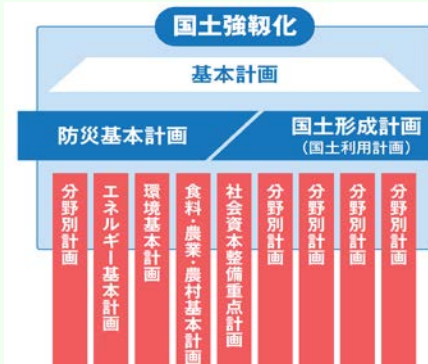 国土強靱化
基本計画
防災基本計画
国土形成計画
(国土利用計画)
分野別計画
エネルギー基本計画
環境基本計画
食料・農業・農村基本計画
社会資本整備重点計画
分野別計画
分野別計画
分野別計画
分野別計画